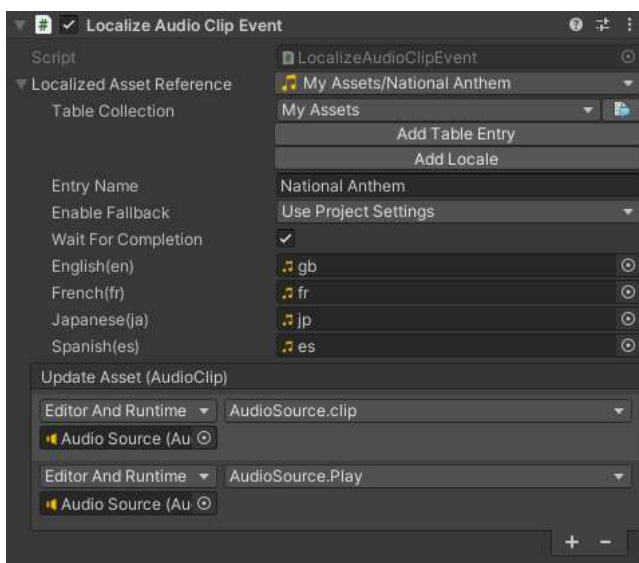 # Localize Audio Clip Event
Script LocalizeAudioClipEvent
Localized Asset Reference My Assets/National Anthem
Table Collection My Assets
Add Table Entry
Add Locale
Entry Name National Anthem
Enable Fallback Use Project Settings
Wait For Completion
English(en) gb
French(fr) fr
Japanese(ja) jp
Spanish(es) es
Update Asset (AudioClip)
Editor And Runtime AudioSource.clip
Audio Source (Au
Editor And Runtime AudioSource.Play
Audio Source (Au
+ −